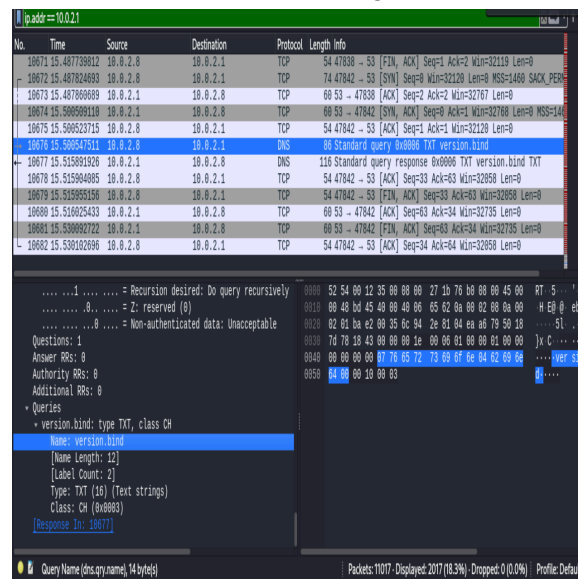 ip.addr == 10.0.2.1
No. Time Source Destination Protocol Length Info
10671 15.487739812 10.0.2.8 10.0.2.1 TCP 54 47838 → 53 [FIN, ACK] Seq=1 Ack=2 Win=32119 Len=0
10672 15.487824693 10.0.2.8 10.0.2.1 TCP 74 47842 → 53 [SYN] Seq=0 Win=32120 Len=0 MSS=1460 SACK_PERM
10673 15.487860689 10.0.2.1 10.0.2.8 TCP 60 53 → 47838 [ACK] Seq=2 Ack=2 Win=32767 Len=0
10674 15.500509110 10.0.2.1 10.0.2.8 TCP 60 53 → 47842 [SYN, ACK] Seq=0 Ack=1 Win=32768 Len=0 MSS=146
10675 15.500523715 10.0.2.8 10.0.2.1 TCP 54 47842 → 53 [ACK] Seq=1 Ack=1 Win=32120 Len=0
10676 15.500547511 10.0.2.8 10.0.2.1 DNS 86 Standard query 0x0006 TXT version.bind
10677 15.515891926 10.0.2.1 10.0.2.8 DNS 116 Standard query response 0x0006 TXT version.bind TXT
10678 15.515904085 10.0.2.8 10.0.2.1 TCP 54 47842 → 53 [ACK] Seq=33 Ack=63 Win=32058 Len=0
10679 15.515955156 10.0.2.8 10.0.2.1 TCP 54 47842 → 53 [FIN, ACK] Seq=33 Ack=63 Win=32058 Len=0
10680 15.516025433 10.0.2.1 10.0.2.8 TCP 60 53 → 47842 [ACK] Seq=63 Ack=34 Win=32735 Len=0
10681 15.530092722 10.0.2.1 10.0.2.8 TCP 60 53 → 47842 [FIN, ACK] Seq=63 Ack=34 Win=32735 Len=0
10682 15.530102696 10.0.2.8 10.0.2.1 TCP 54 47842 → 53 [ACK] Seq=34 Ack=64 Win=32058 Len=0
.... ...1 .... .... = Recursion desired: Do query recursively
.... .... .0.. .... = Z: reserved (0)
.... .... ...0 .... = Non-authenticated data: Unacceptable
Questions: 1
Answer RRs: 0
Authority RRs: 0
Additional RRs: 0
Queries
version.bind: type TXT, class CH
Name: version.bind
[Name Length: 12]
[Label Count: 2]
Type: TXT (16) (Text strings)
Class: CH (0x0003)
[Response In: 10677]
0000 52 54 00 12 35 00 08 00 27 1b 76 b0 08 00 45 00 RT··5···'
0010 00 48 bd 45 40 00 40 06 65 62 0a 00 02 08 0a 00 ·H·E@·@· eb
0020 02 01 ba e2 00 35 6c 94 2e 81 04 ea a6 79 50 18 ·····5l· .
0030 7d 78 18 43 00 00 00 1e 00 06 01 00 00 01 00 00 }x·C····
0040 00 00 00 00 07 76 65 72 73 69 6f 6e 04 62 69 6e ·····ver si
0050 64 00 00 10 00 03 d·····
Query Name (dns.qry.name), 14 byte(s)
Packets: 11017 · Displayed: 2017 (18.3%) · Dropped: 0 (0.0%)
Profile: Defau